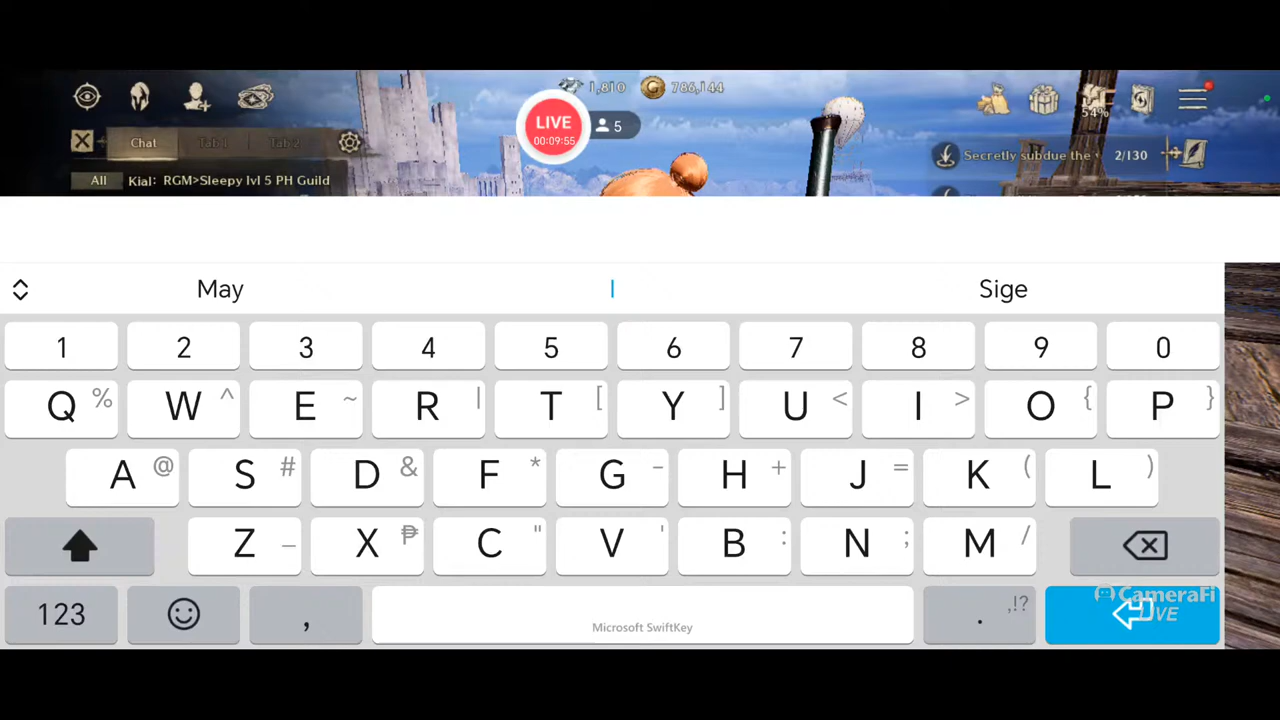 1,810 786,144
LIVE
00:09:55
5
54%
Chat Tab 1 Tab 2
Secretly subdue the 2/130
All Kial: RGM>Sleepy lvl 5 PH Guild
May I Sige
1 2 3 4 5 6 7 8 9 0
Q % W ^ E ~ R | T [ Y ] U < I > O { P }
A @ S # D & F * G - H + J = K ( L )
Z _ X ₱ C " V ' B : N ; M /
123 , . ,!?
Microsoft SwiftKey
CameraFi
LIVE